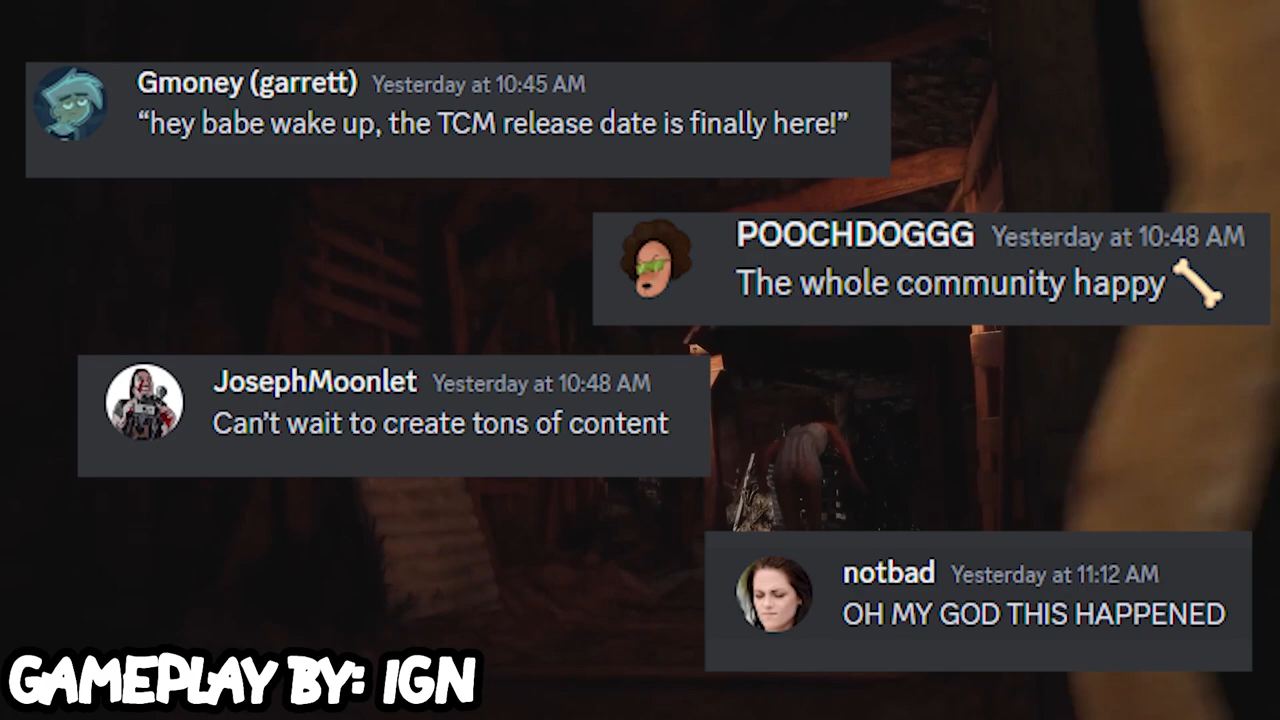 Gmoney (garrett) Yesterday at 10:45 AM
“hey babe wake up, the TCM release date is finally here!”
POOCHDOGGG Yesterday at 10:48 AM
The whole community happy 🦴
JosephMoonlet Yesterday at 10:48 AM
Can’t wait to create tons of content
notbad Yesterday at 11:12 AM
OH MY GOD THIS HAPPENED
GAMEPLAY BY: IGN